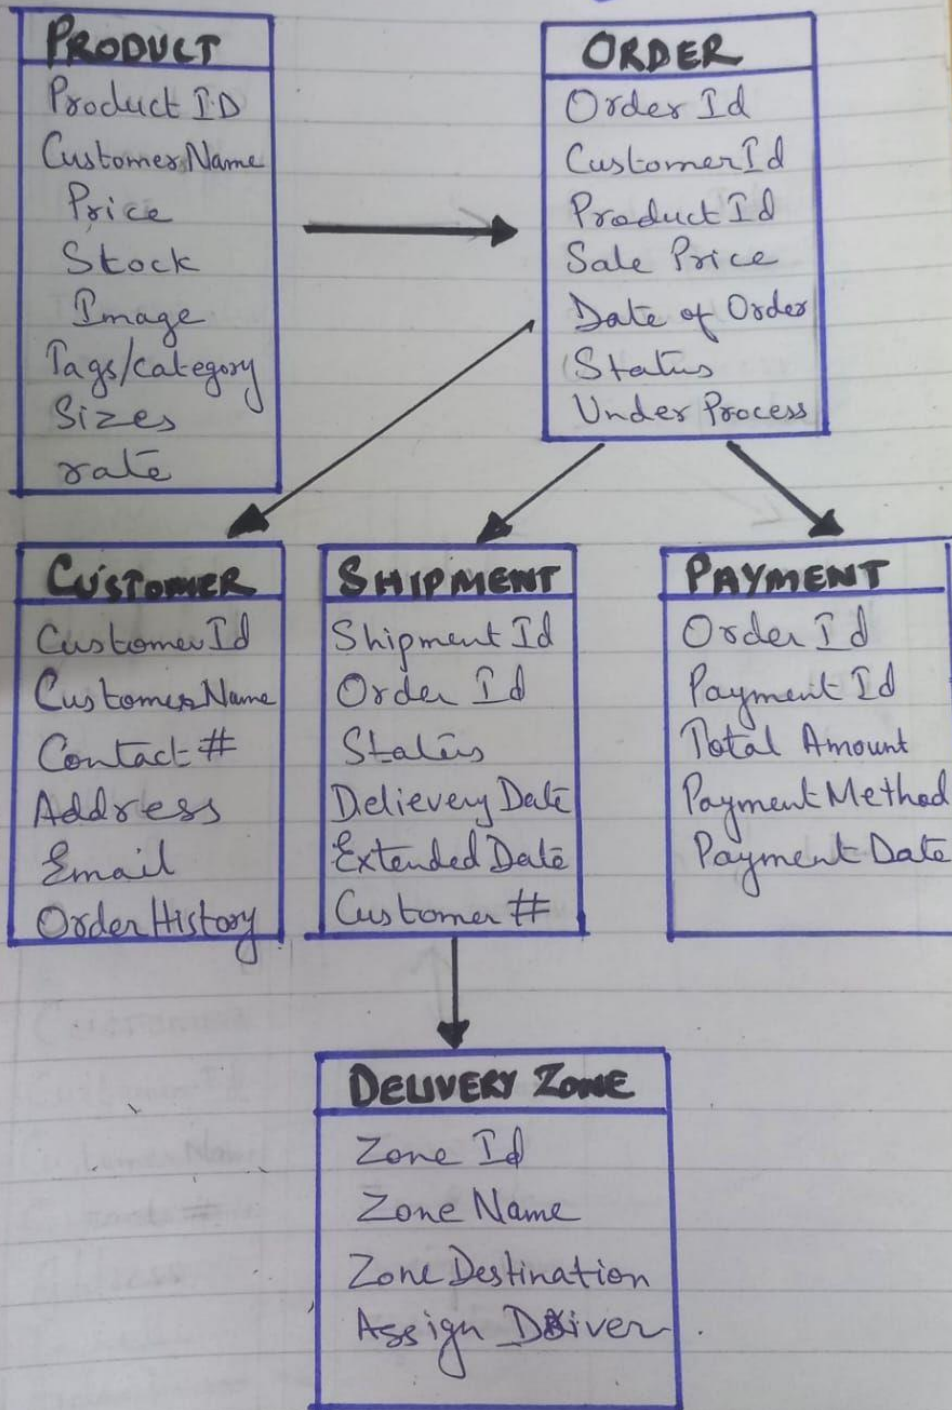 PRODUCT
Product ID
Customer Name
Price
Stock
Image
Tags/category
Sizes
rate
ORDER
Order Id
Customer Id
Product Id
Sale Price
Date of Order
Status
Under Process
CUSTOMER
Customer Id
Customer Name
Contact #
Address
Email
Order History
SHIPMENT
Shipment Id
Order Id
Status
Delievery Date
Extended Date
Customer #
PAYMENT
Order Id
Payment Id
Total Amount
Payment Method
Payment Date
DELIVERY ZONE
Zone Id
Zone Name
Zone Destination
Assign Driver